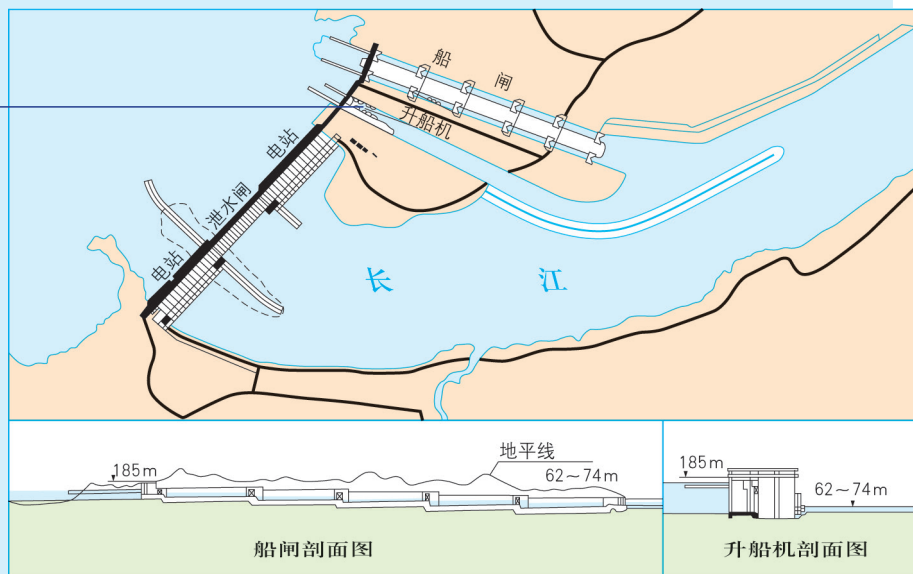 船闸
升船机
电站
泄水闸
电站
长江
地平线
185m
62～74m
船闸剖面图
185m
62～74m
升船机剖面图